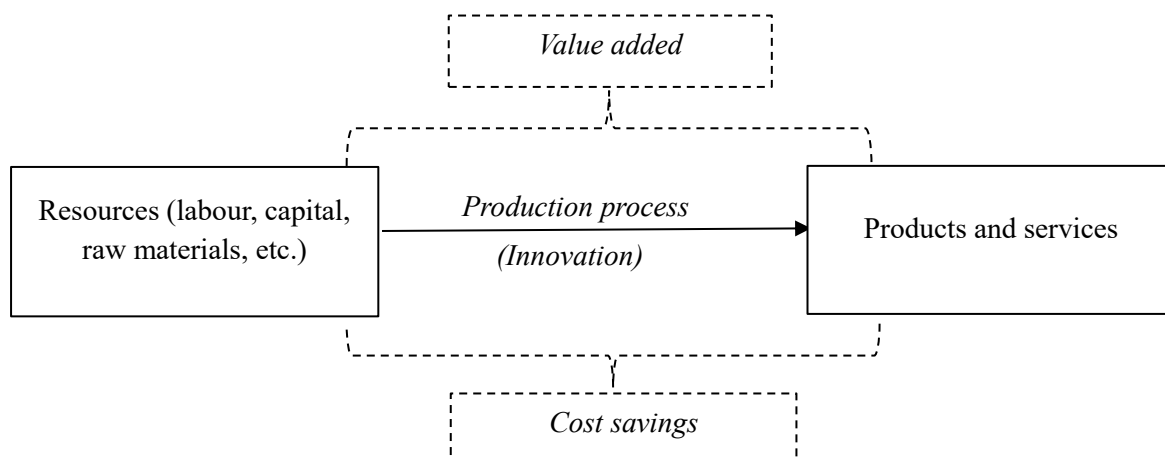 Value added
Resources (labour, capital,
raw materials, etc.)
Production process
(Innovation)
Products and services
Cost savings